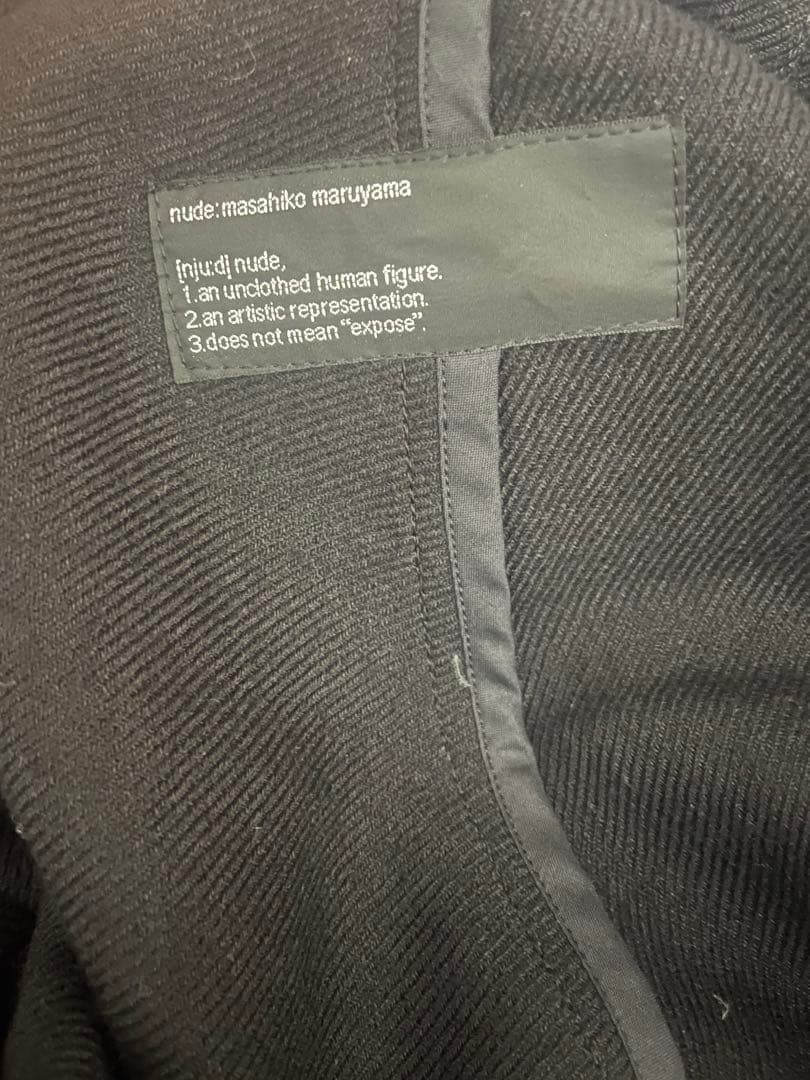 nude:masahiko maruyama
[nju:d] nude,
1.an unclothed human figure.
2.an artistic representation.
3.does not mean “expose”.